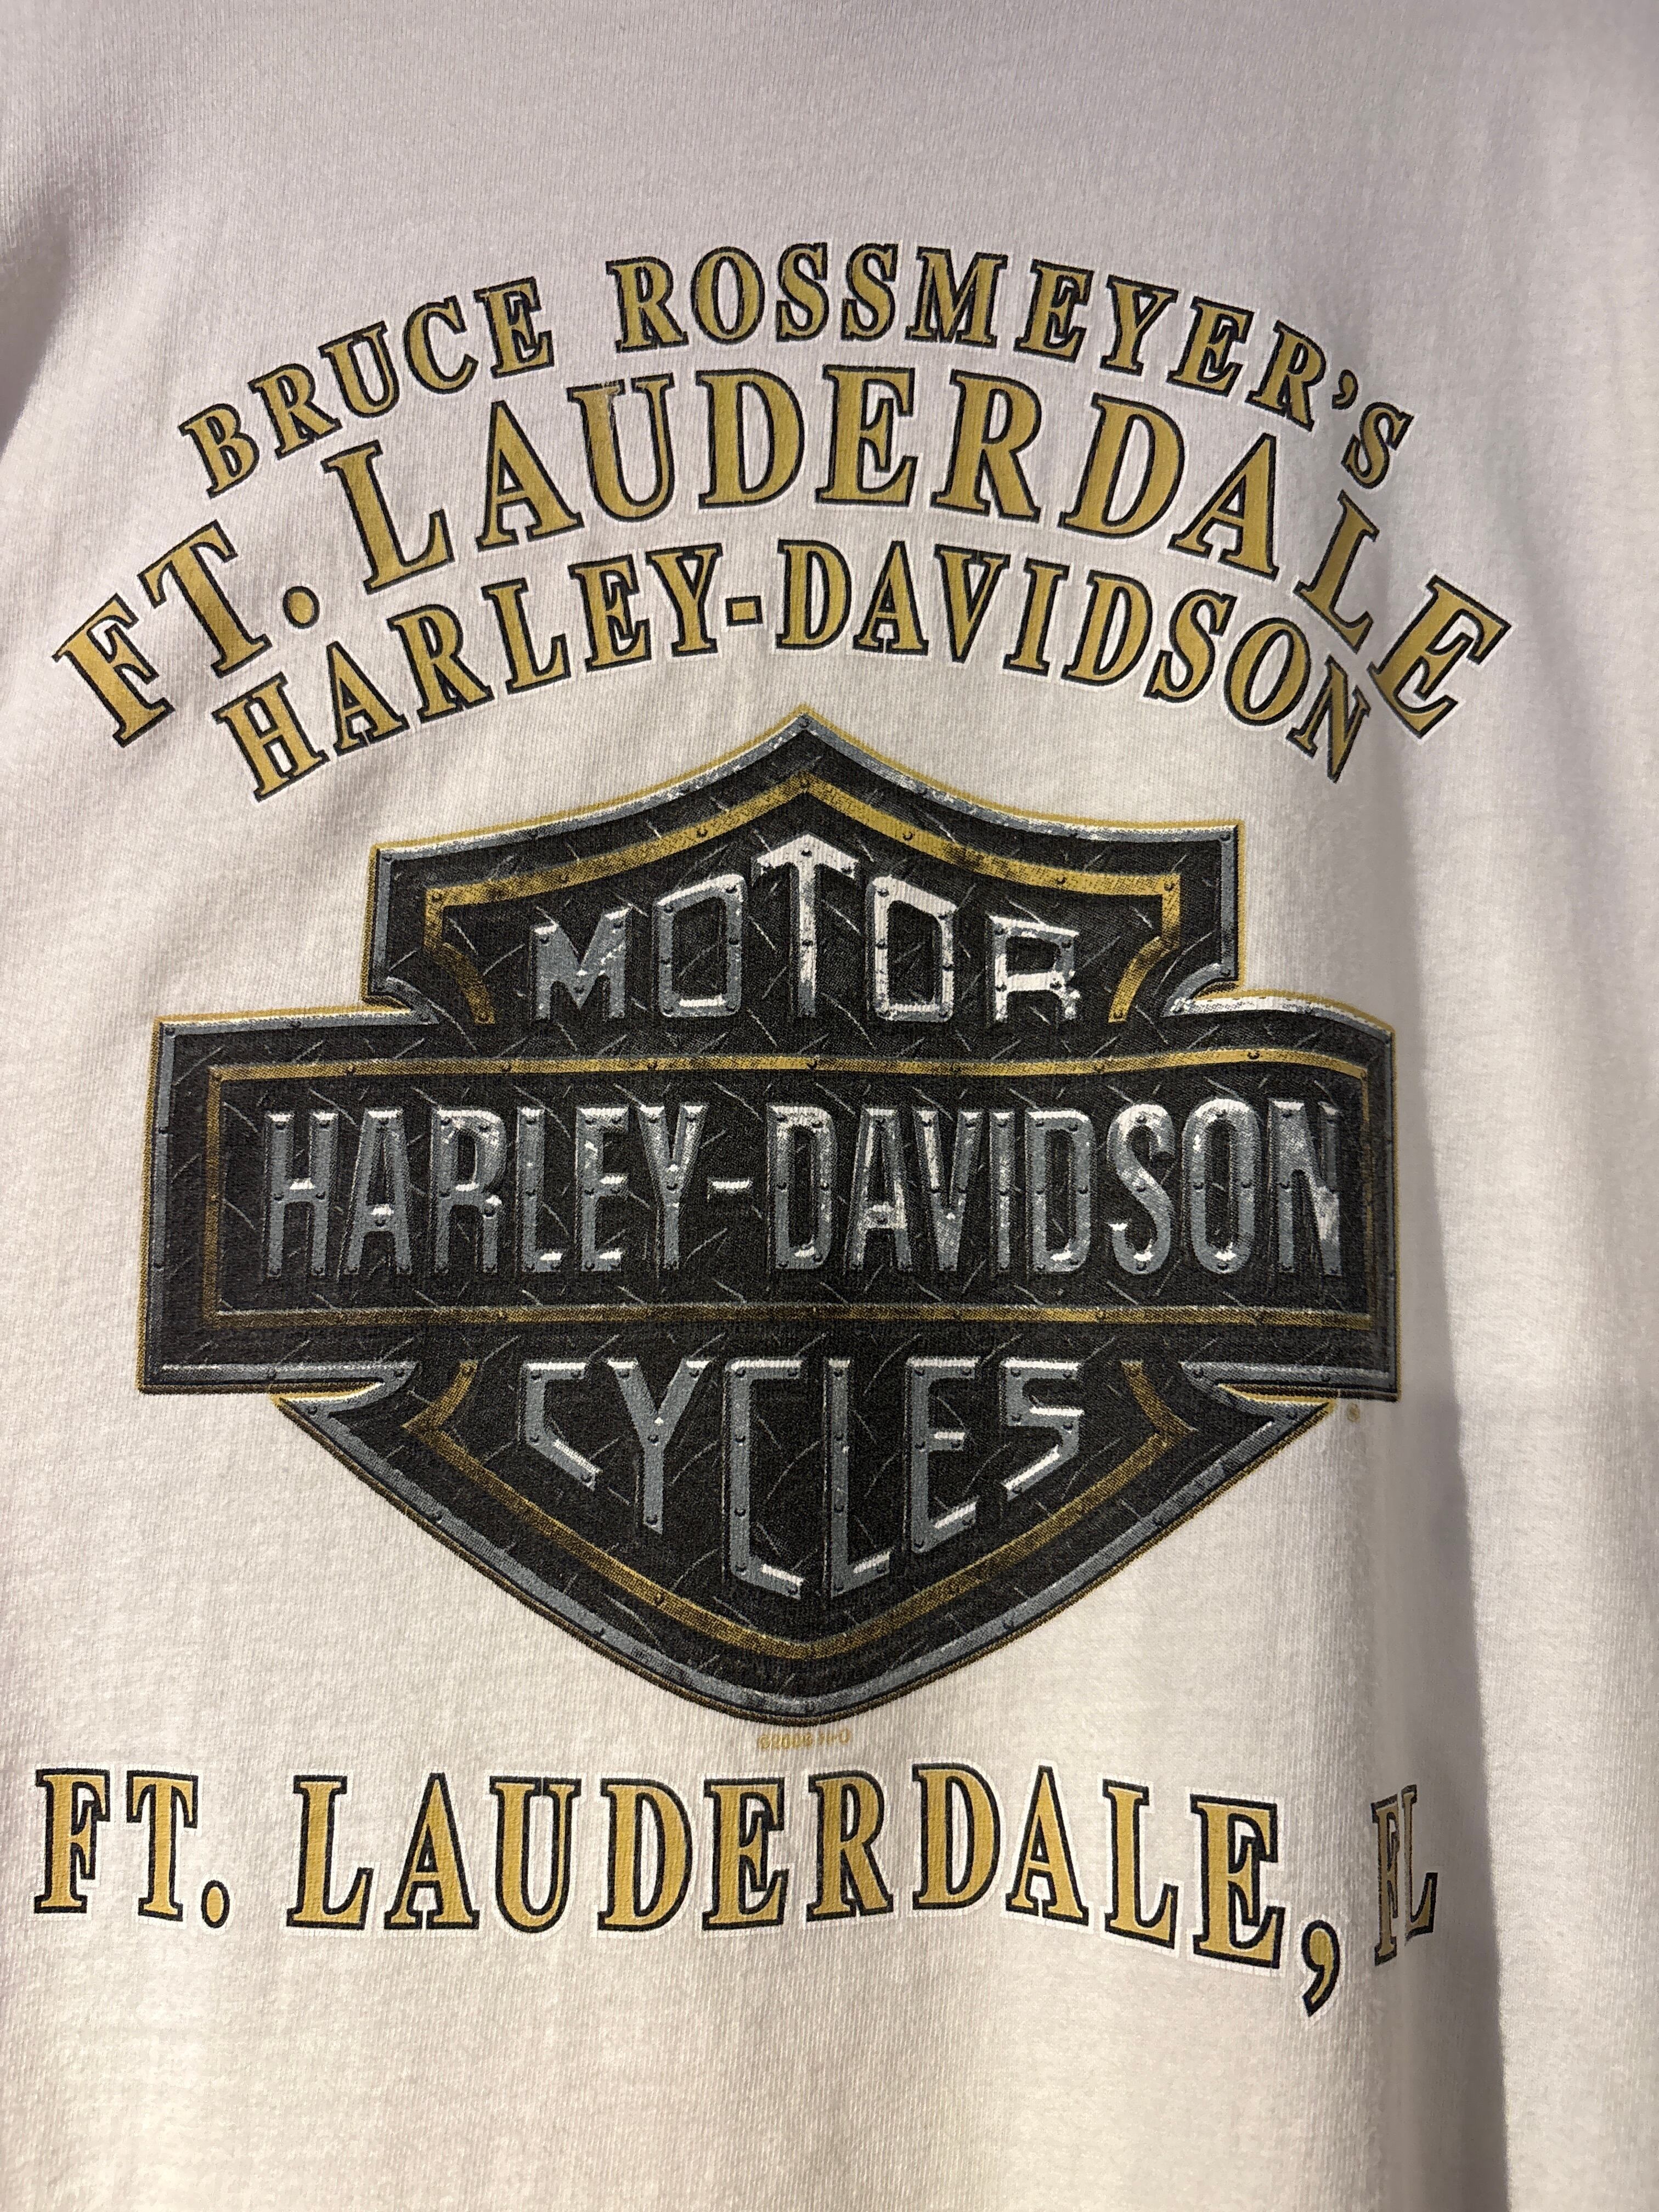 BRUCE ROSSMEYER'S
FT. LAUDERDALE
HARLEY-DAVIDSON
MOTOR
HARLEY-DAVIDSON
CYCLES
®
FT. LAUDERDALE, FL